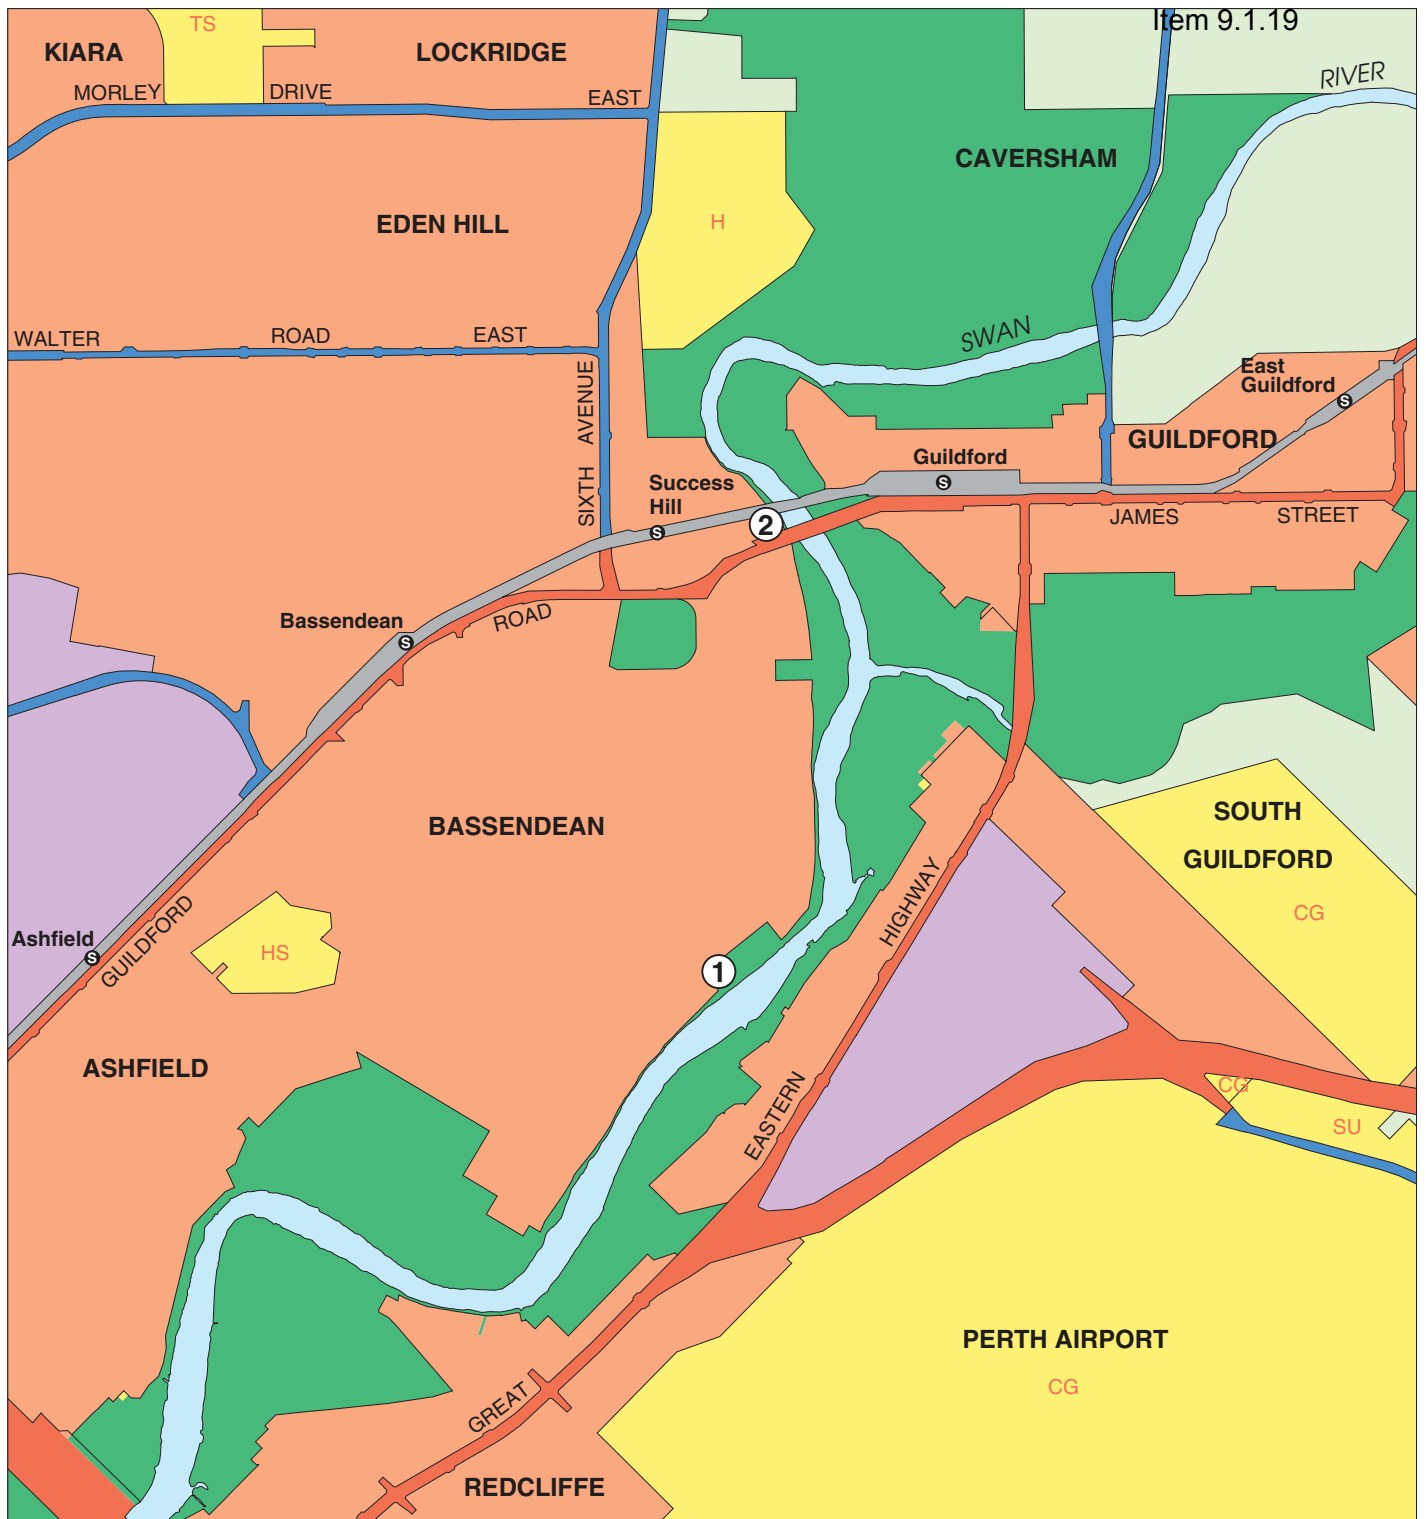 Item 9.1.19
TS
KIARA
LOCKRIDGE
RIVER
MORLEY DRIVE EAST
CAVERSHAM
EDEN HILL
H
WALTER ROAD EAST
SWAN
SIXTH AVENUE
East
Guildford
S
GUILDFORD
Guildford
S
Success
Hill
S
2
JAMES STREET
Bassendean
S
ROAD
BASSENDEAN
SOUTH
GUILDFORD
CG
HIGHWAY
Ashfield
S
GUILDFORD
HS
1
ASHFIELD
EASTERN
CG
SU
PERTH AIRPORT
CG
GREAT
REDCLIFFE